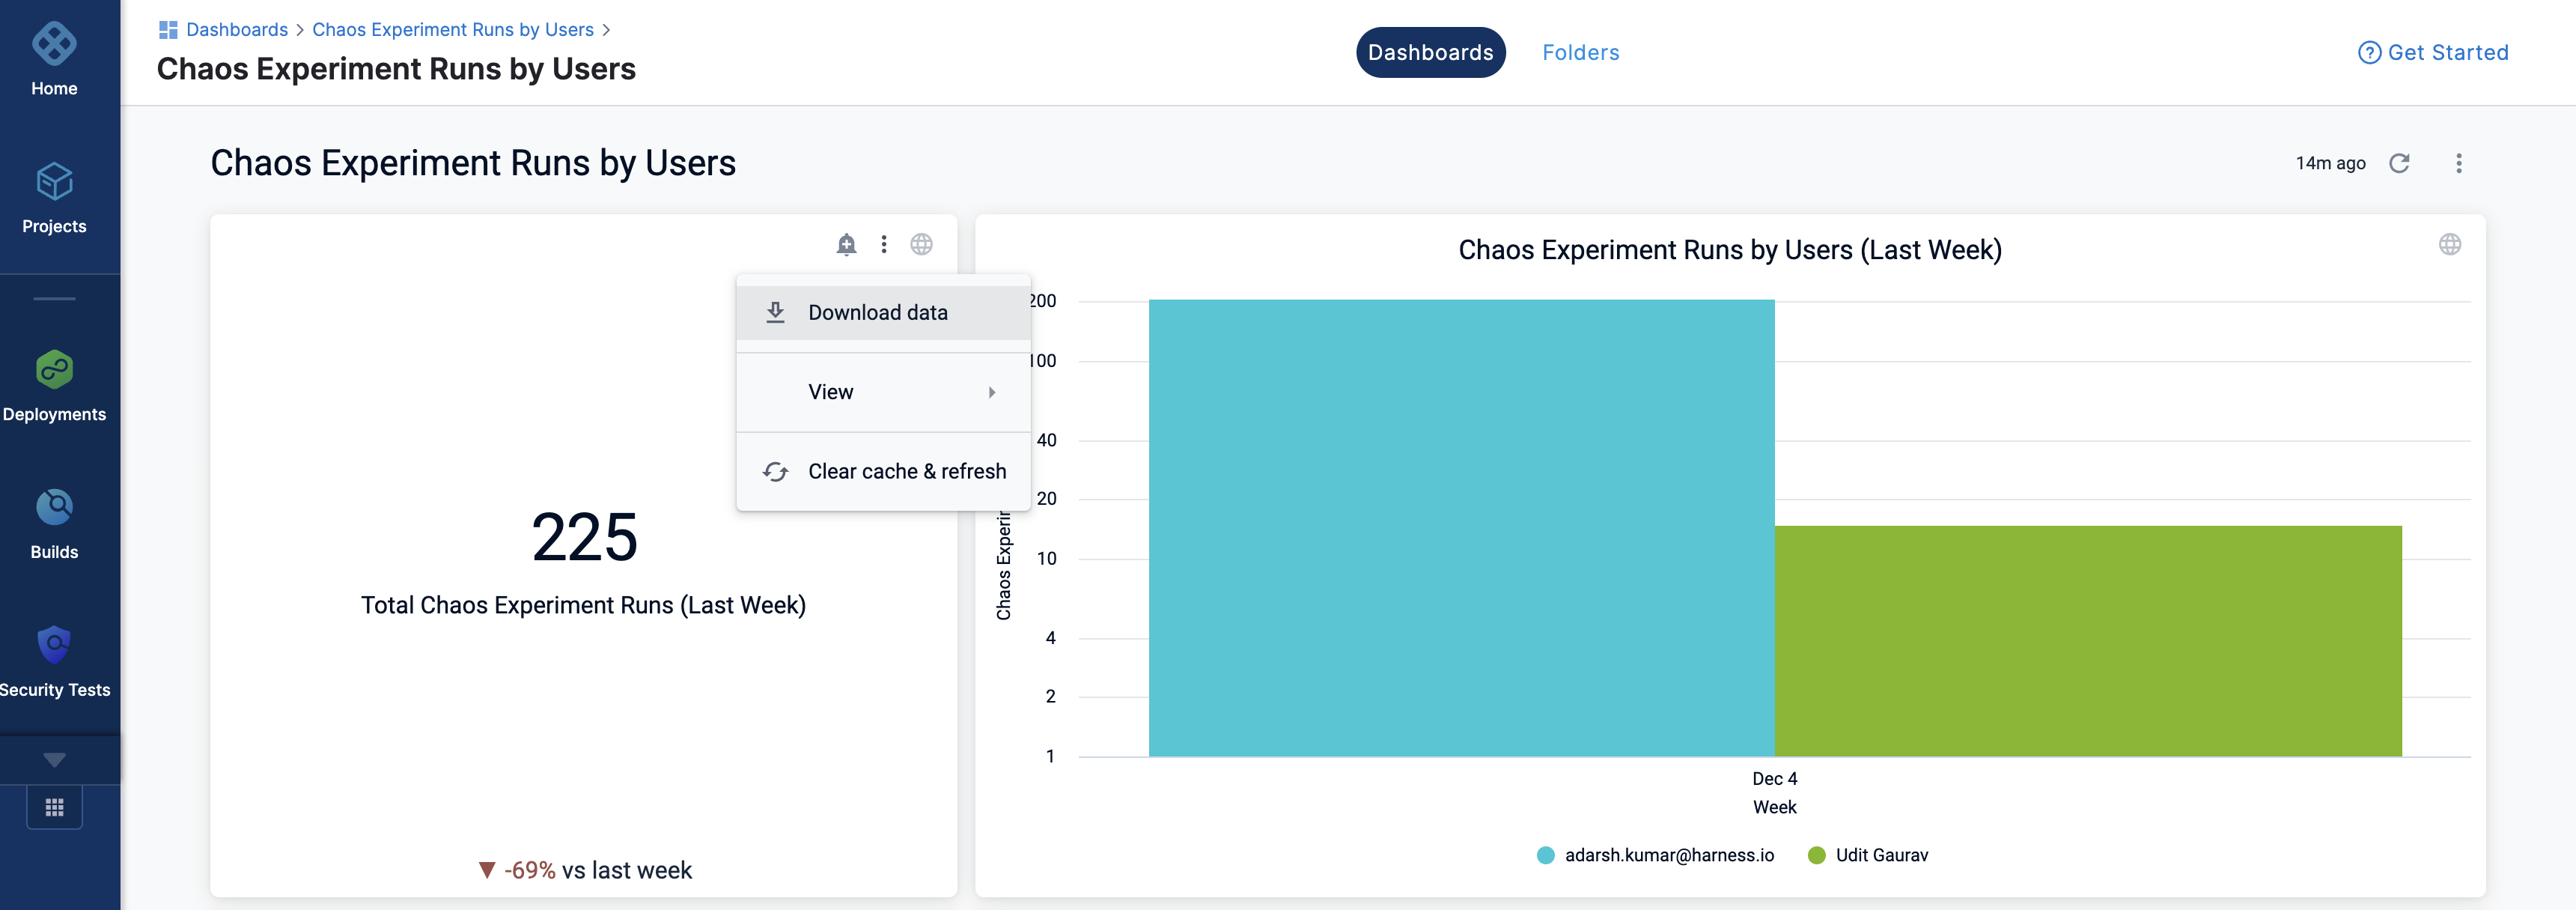 Home
Projects
Deployments
Builds
Security Tests
Dashboards > Chaos Experiment Runs by Users >
Chaos Experiment Runs by Users
Dashboards
Folders
Get Started
Chaos Experiment Runs by Users
14m ago
Download data
View
Clear cache & refresh
225
Total Chaos Experiment Runs (Last Week)
-69% vs last week
Chaos Experiment Runs by Users (Last Week)
200
100
40
20
10
4
2
1
Chaos
Dec 4
Week
adarsh.kumar@harness.io
Udit Gaurav